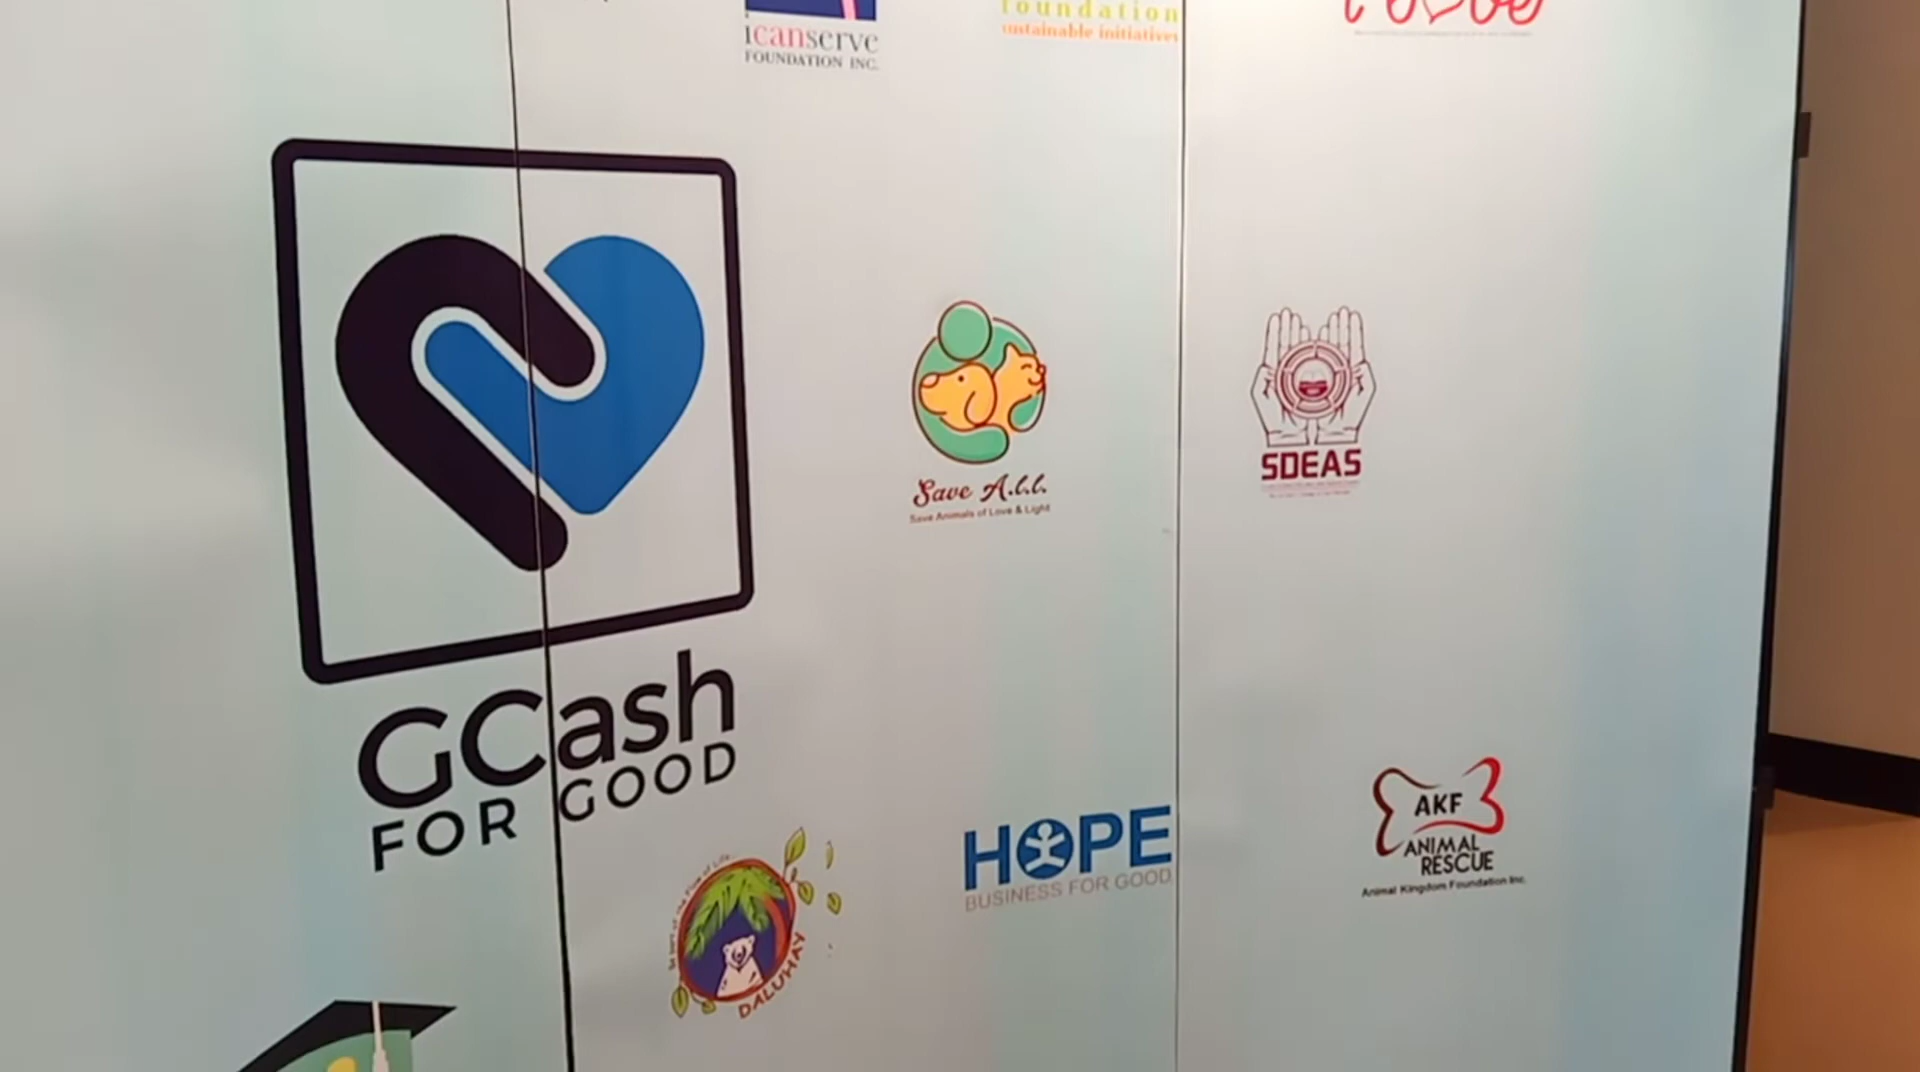 icanserve
FOUNDATION INC.
foundation
sustainable initiatives
Save A.l.l.
Save Animals of Love & Light
SDEAS
GCash
FOR GOOD
HOPE
BUSINESS FOR GOOD
AKF
ANIMAL
RESCUE
Animal Kingdom Foundation Inc.
DALUHAY